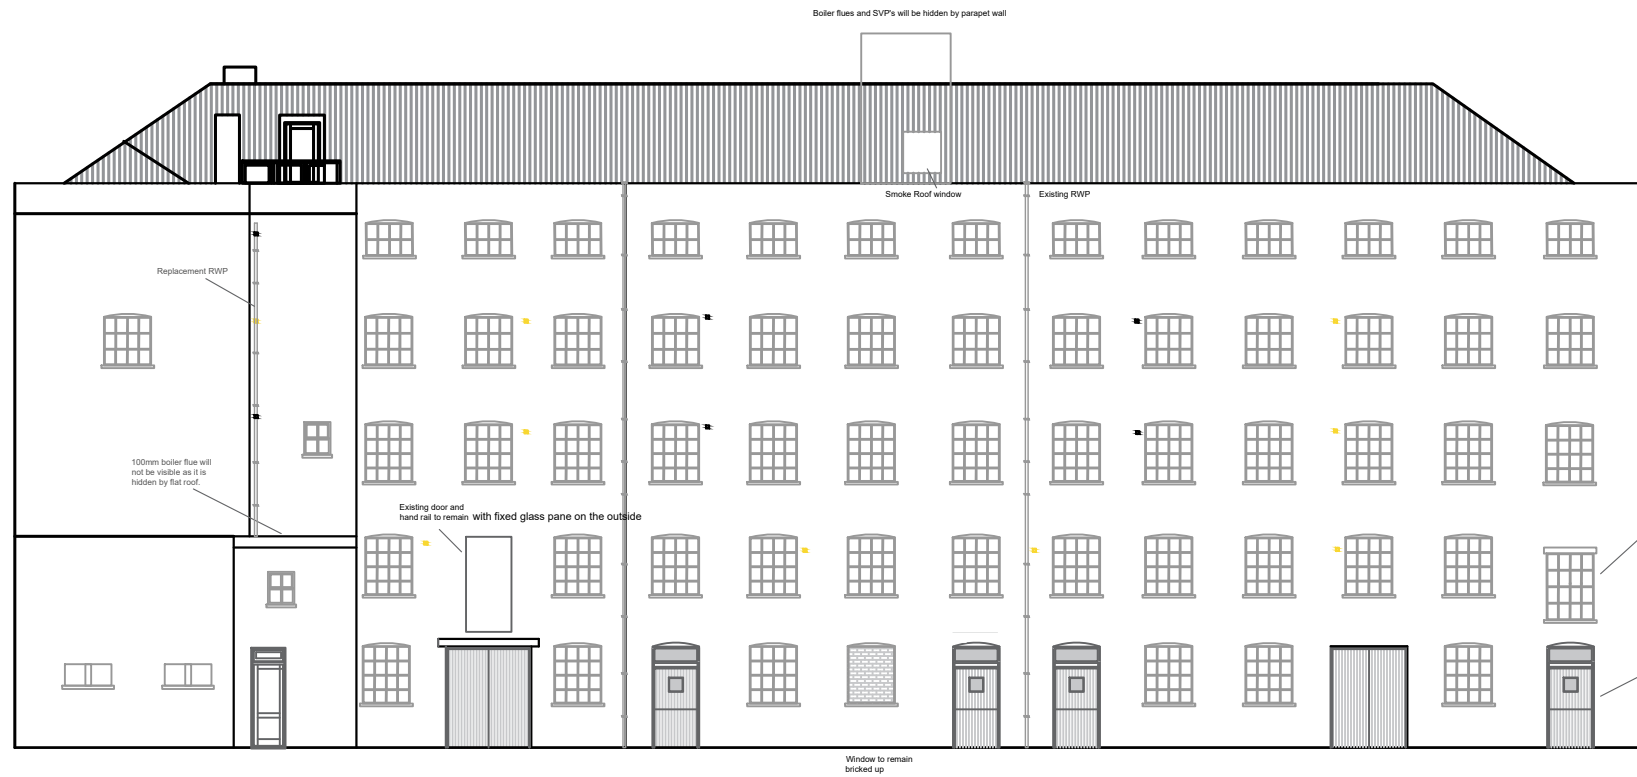 Boiler flues and SVP's will be hidden by parapet wall
Smoke Roof window
Existing RWP
Replacement RWP
100mm boiler flue will
not be visible as it is
hidden by flat roof.
Existing door and
hand rail to remain with fixed glass pane on the outside
Window to remain
bricked up